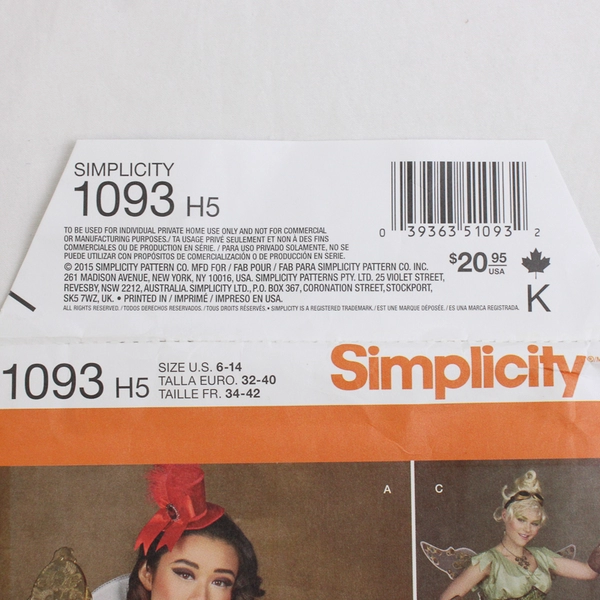 SIMPLICITY
1093 H5
TO BE USED FOR INDIVIDUAL PRIVATE HOME USE ONLY AND NOT FOR COMMERCIAL
OR MANUFACTURING PURPOSES./ TA USAGE PRIVÉ SEULEMENT ET NON À DES FINS
COMMERCIALES OU DE PRODUCTION EN SÉRIE. / PARA USO PRIVADO SOLAMENTE, NO SE
PUEDE UTILIZAR CON PROPÓSITOS DE COMERCIALIZACIÓN O DE PRODUCCIÓN EN SERIE.
© 2015 SIMPLICITY PATTERN CO. MFD FOR / FAB POUR / FAB PARA SIMPLICITY PATTERN CO. INC.
261 MADISON AVENUE, NEW YORK, NY 10016, USA. SIMPLICITY PATTERNS PTY. LTD. 25 VIOLET STREET,
REVESBY, NSW 2212, AUSTRALIA. SIMPLICITY LTD., P.O. BOX 367, CORONATION STREET, STOCKPORT,
SK5 7WZ, UK. • PRINTED IN / IMPRIMÉ / IMPRESO EN USA.
ALL RIGHTS RESERVED. / TODOS DERECHOS RESERVADOS. / TOUS DROITS RÉSERVÉS. • SIMPLICITY IS A REGISTERED TRADEMARK. / EST UNE MARQUE DÉPOSÉE. / ES UNA MARCA REGISTRADA.
0 39363 51093 2
$20.95
USA
K
1093 H5
SIZE U.S. 6-14
TALLA EURO. 32-40
TAILLE FR. 34-42
Simplicity
A
C